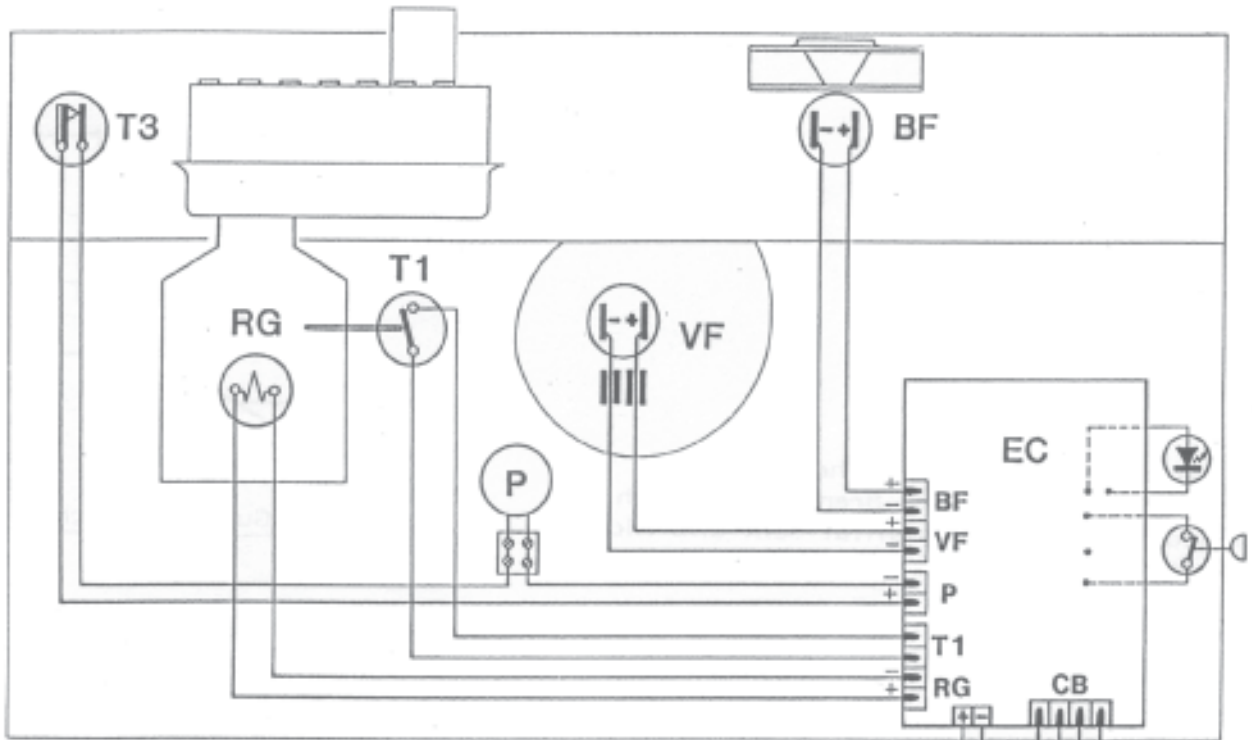 T3
- +
BF
T1
RG
- +
VF
P
EC
+
-
BF
+
-
VF
-
+
P
T1
-
+
RG
CB
+ -